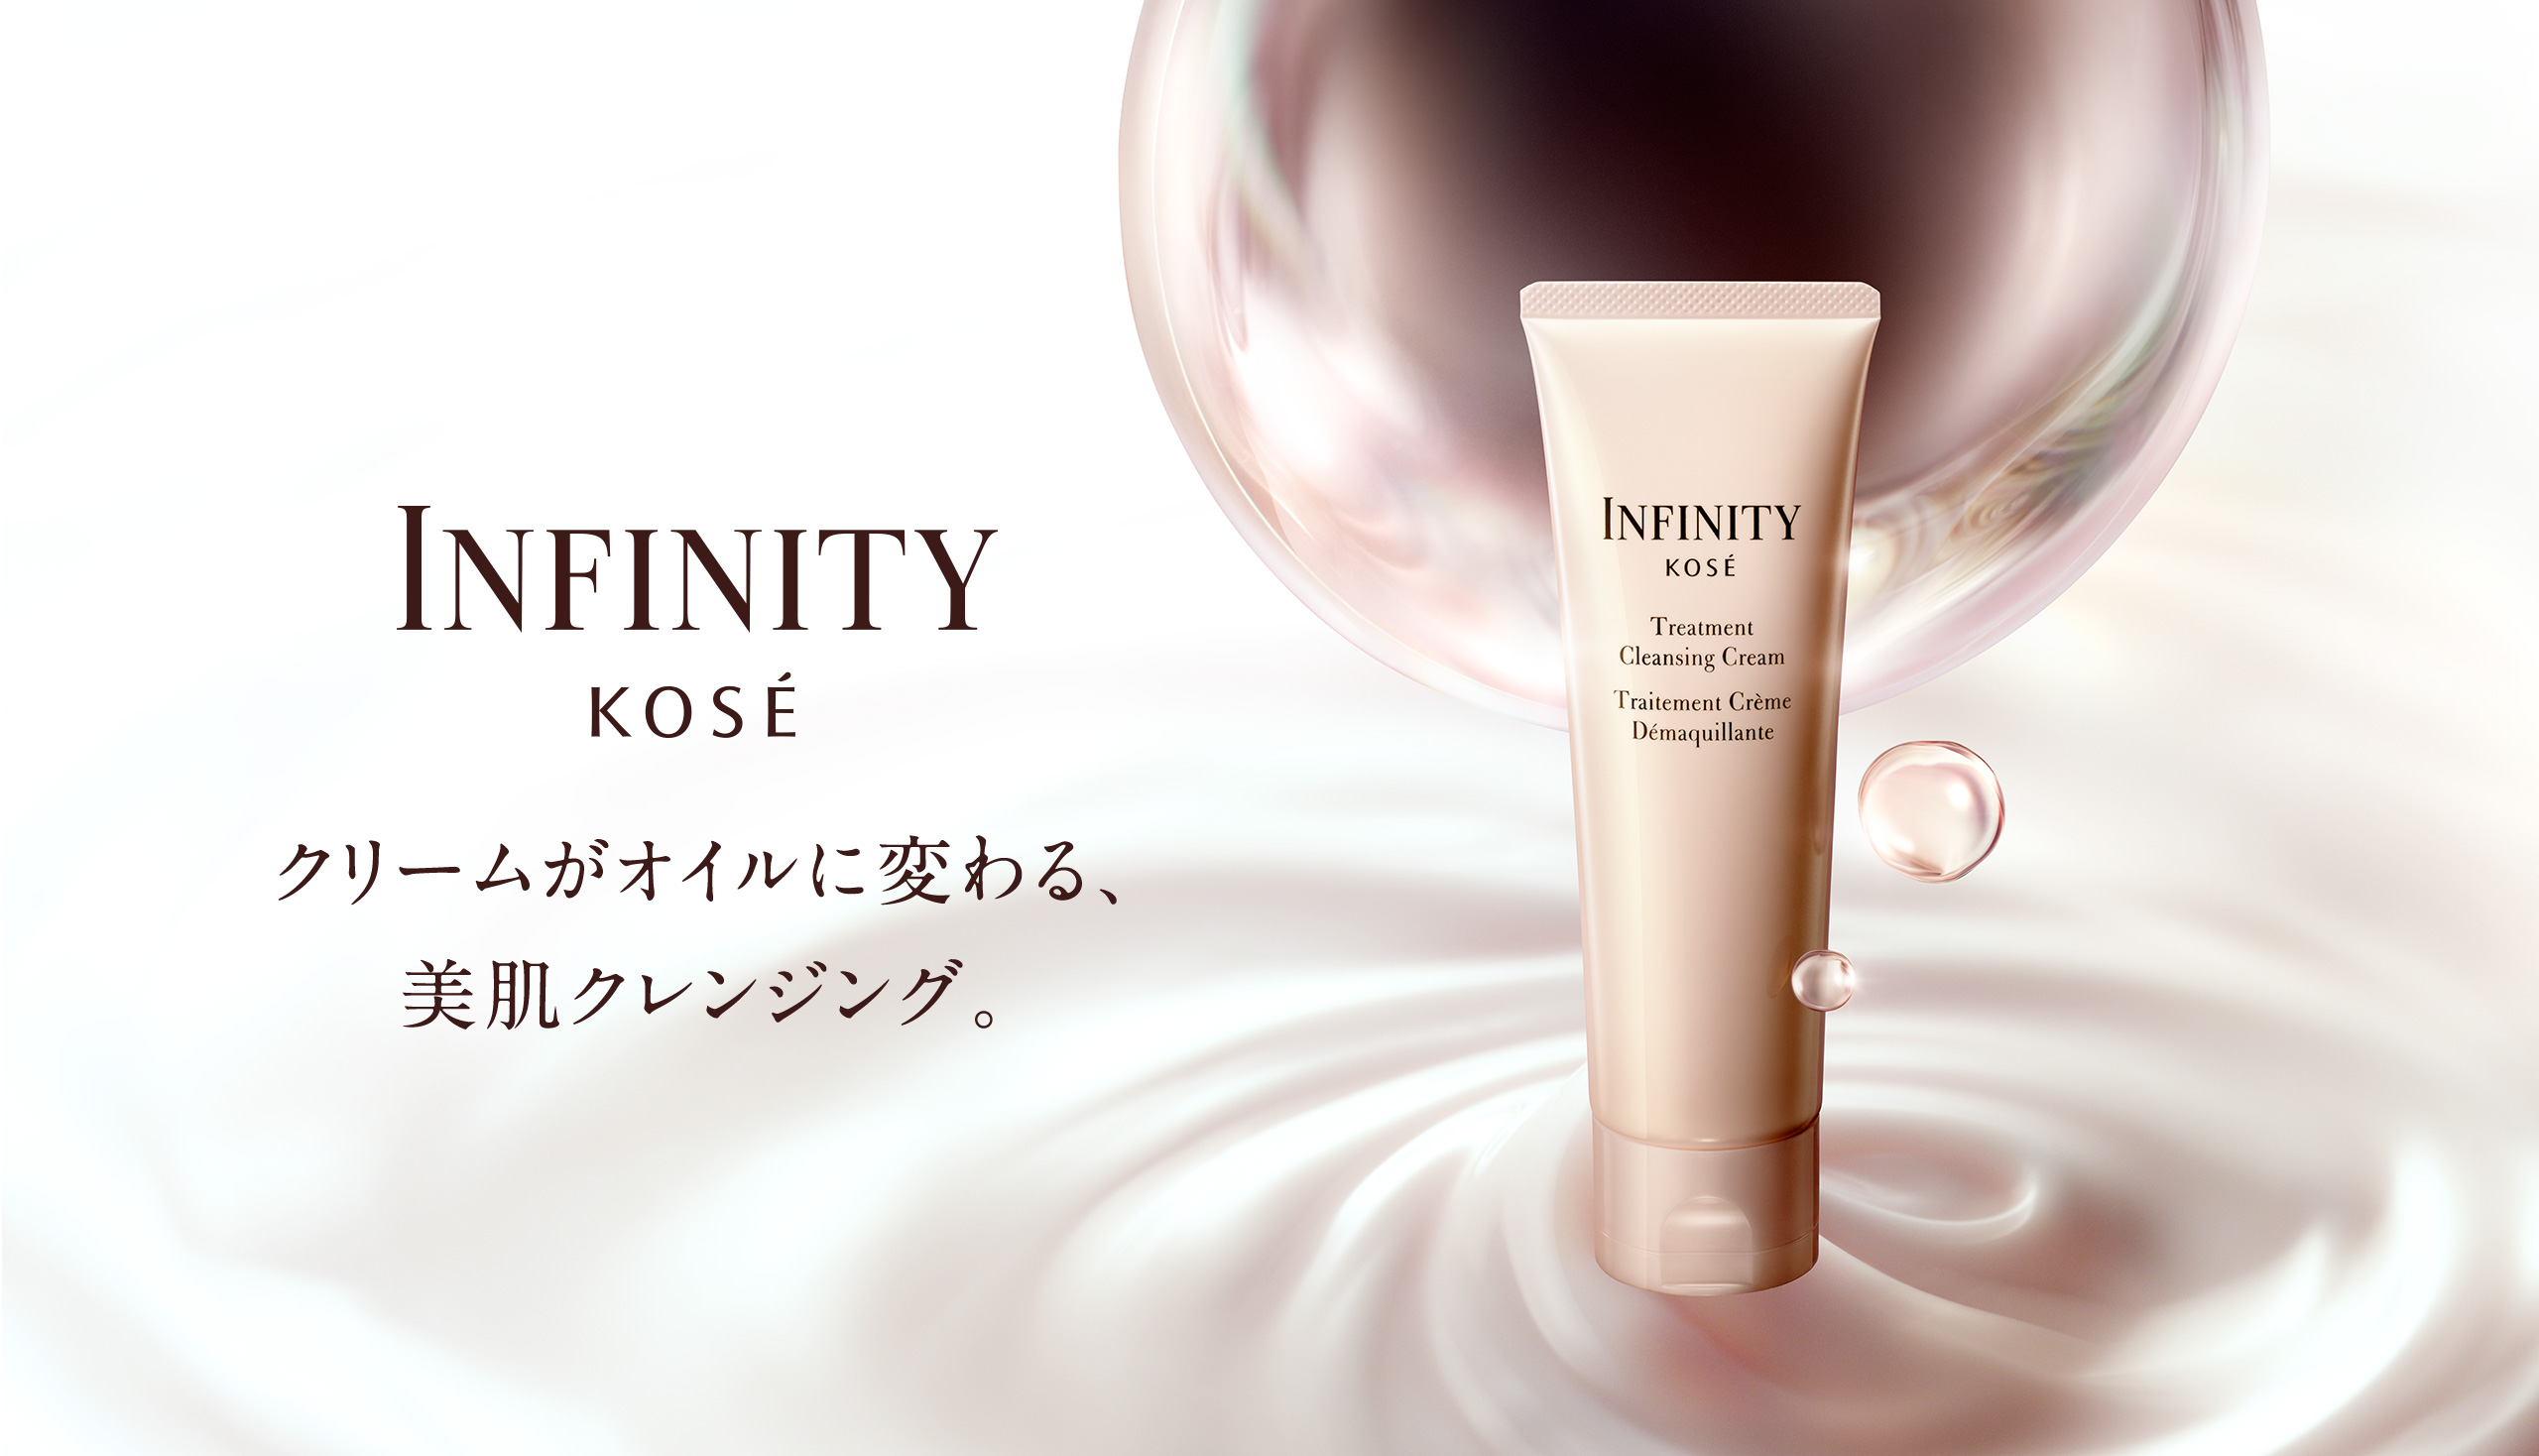 INFINITY
KOSÉ
クリームがオイルに変わる、
美肌クレンジング。
INFINITY
KOSÉ
Treatment
Cleansing Cream
Traitement Crème
Démaquillante